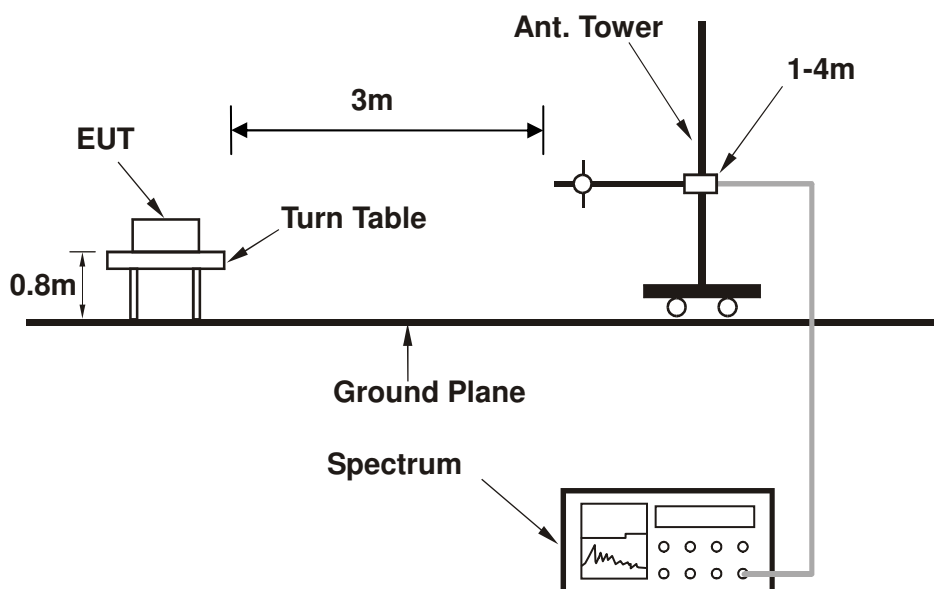 Ant. Tower
1-4m
3m
EUT
Turn Table
0.8m
Ground Plane
Spectrum